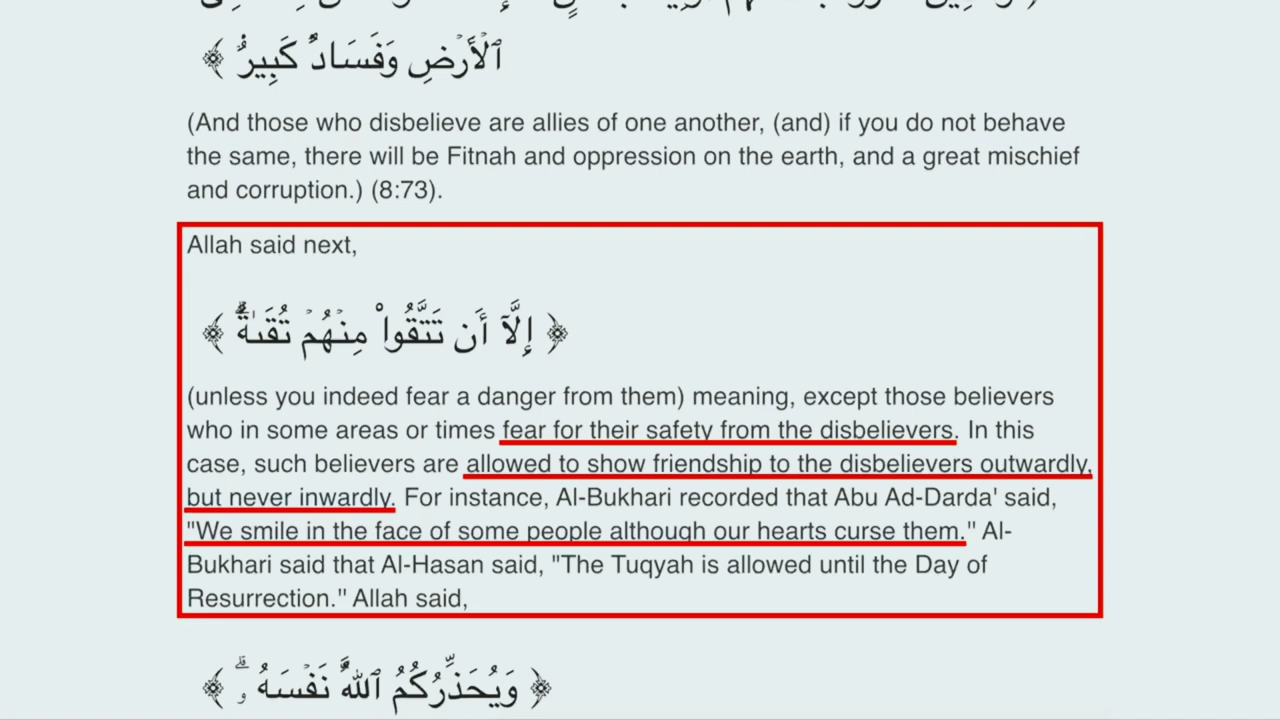 ٱلْأَرْضِ وَفَسَادٌ كَبِيرٌ ﴾
(And those who disbelieve are allies of one another, (and) if you do not behave
the same, there will be Fitnah and oppression on the earth, and a great mischief
and corruption.) (8:73).
Allah said next,
﴿ إِلَّآ أَن تَتَّقُوا۟ مِنْهُمْ تُقَىٰةًۗ ﴾
(unless you indeed fear a danger from them) meaning, except those believers
who in some areas or times fear for their safety from the disbelievers. In this
case, such believers are allowed to show friendship to the disbelievers outwardly,
but never inwardly. For instance, Al-Bukhari recorded that Abu Ad-Darda' said,
"We smile in the face of some people although our hearts curse them." Al-
Bukhari said that Al-Hasan said, "The Tuqyah is allowed until the Day of
Resurrection." Allah said,
﴿ وَيُحَذِّرُكُمُ ٱللَّهُ نَفْسَهُۥۗ ﴾